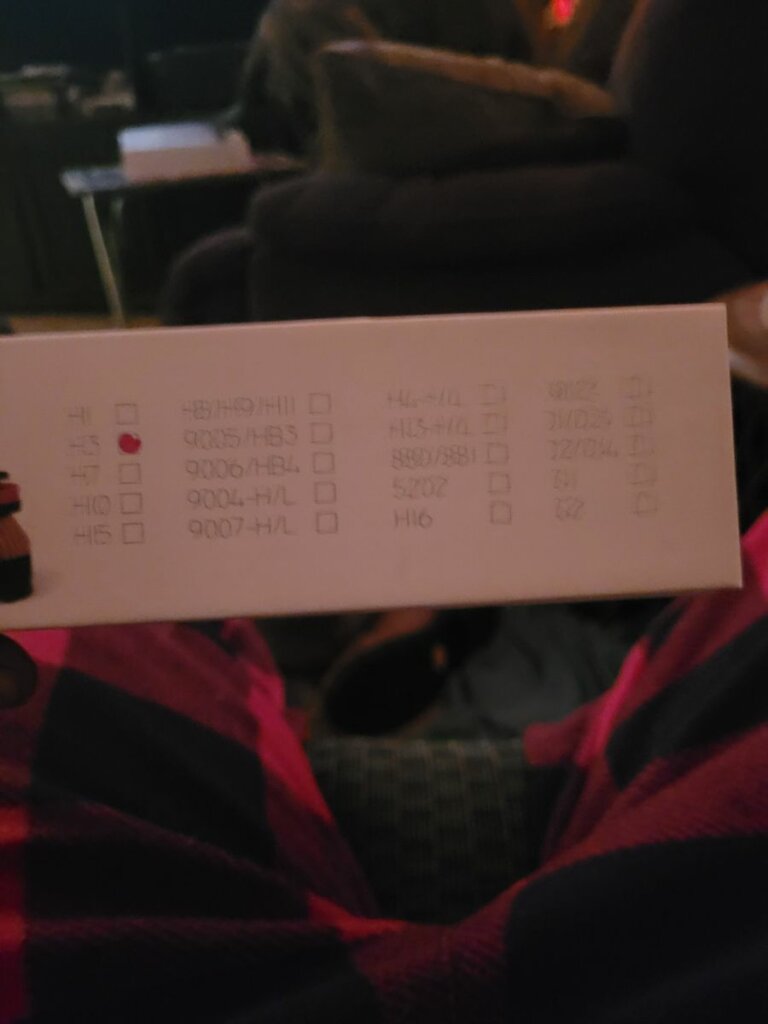 H1
H3
H7
H10
H15
H8/H9/H11
9005/HB3
9006/HB4
9004-H/L
9007-H/L
H4-H/L
H13-H/L
880/881
5202
H16